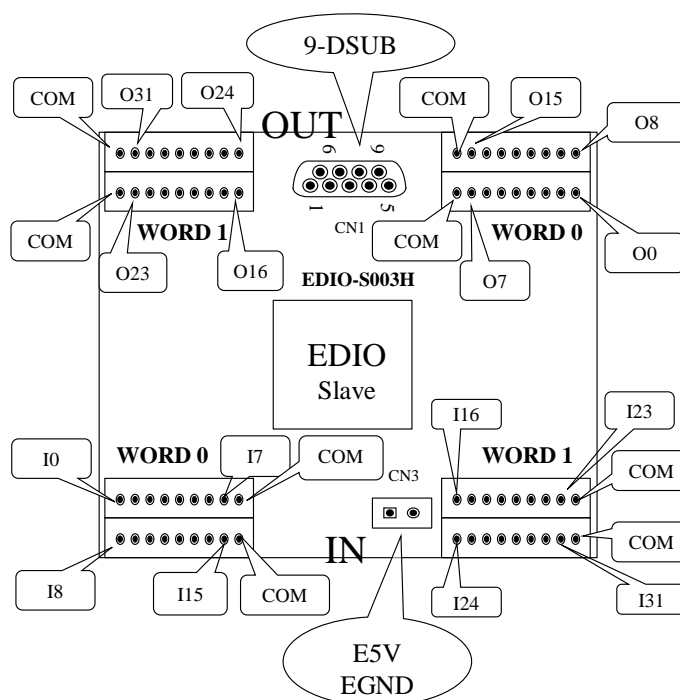 9-DSUB
COM
O31
O24
OUT
COM
O15
O8
6
9
1
5
CN1
COM
WORD 1
O23
O16
COM
WORD 0
O7
O0
EDIO-S003H
EDIO
Slave
I0
WORD 0
I7
COM
CN3
I16
WORD 1
I23
COM
COM
I8
I15
COM
IN
I24
I31
E5V
EGND